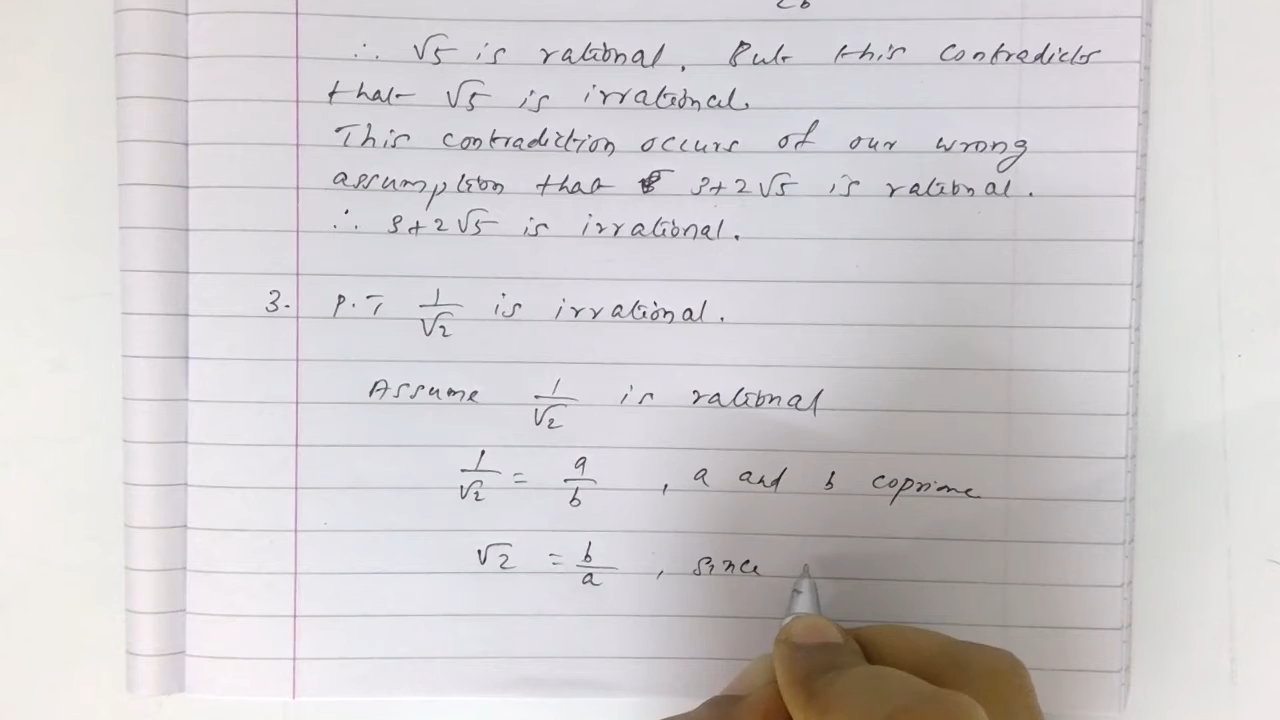 2b
∴ √5 is rational. But this contradicts
that √5 is irrational.
This contradiction occurs of our wrong
assumption that 3+2√5 is rational.
∴ 3+2√5 is irrational.
3. P.T 1/√2 is irrational.
Assume 1/√2 is rational
1/√2 = a/b , a and b coprime
√2 = b/a , since